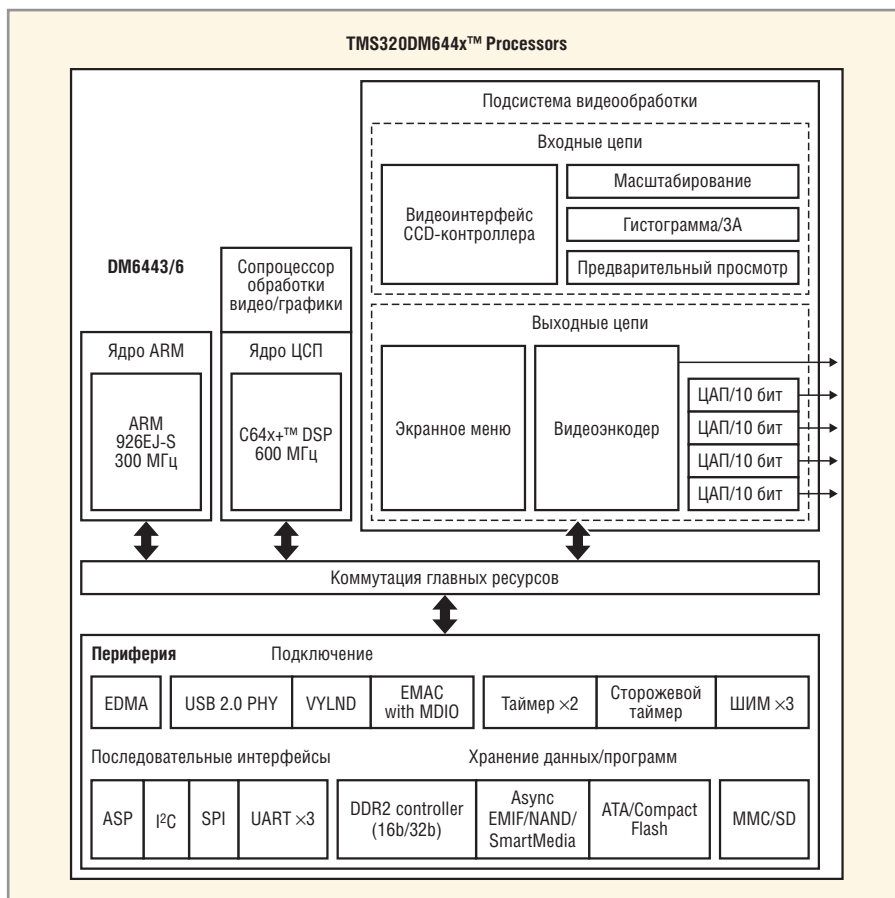 TMS320DM644x™ Processors
Подсистема видеообработки
Входные цепи
Видеоинтерфейс
CCD-контроллера
Масштабирование
Гистограмма/3A
Предварительный просмотр
DM6443/6
Сопроцессор
обработки
видео/графики
Ядро ARM
ARM
926EJ-S
300 МГц
Ядро ЦСП
C64x+™ DSP
600 МГц
Выходные цепи
Экранное меню
Видеоэнкодер
ЦАП/10 бит
ЦАП/10 бит
ЦАП/10 бит
ЦАП/10 бит
Коммутация главных ресурсов
Периферия
Подключение
EDMA
USB 2.0 PHY
VYLND
EMAC
with MDIO
Таймер ×2
Сторожевой
таймер
ШИМ ×3
Последовательные интерфейсы
Хранение данных/программ
ASP
I²C
SPI
UART ×3
DDR2 controller
(16b/32b)
Async
EMIF/NAND/
SmartMedia
ATA/Compact
Flash
MMC/SD